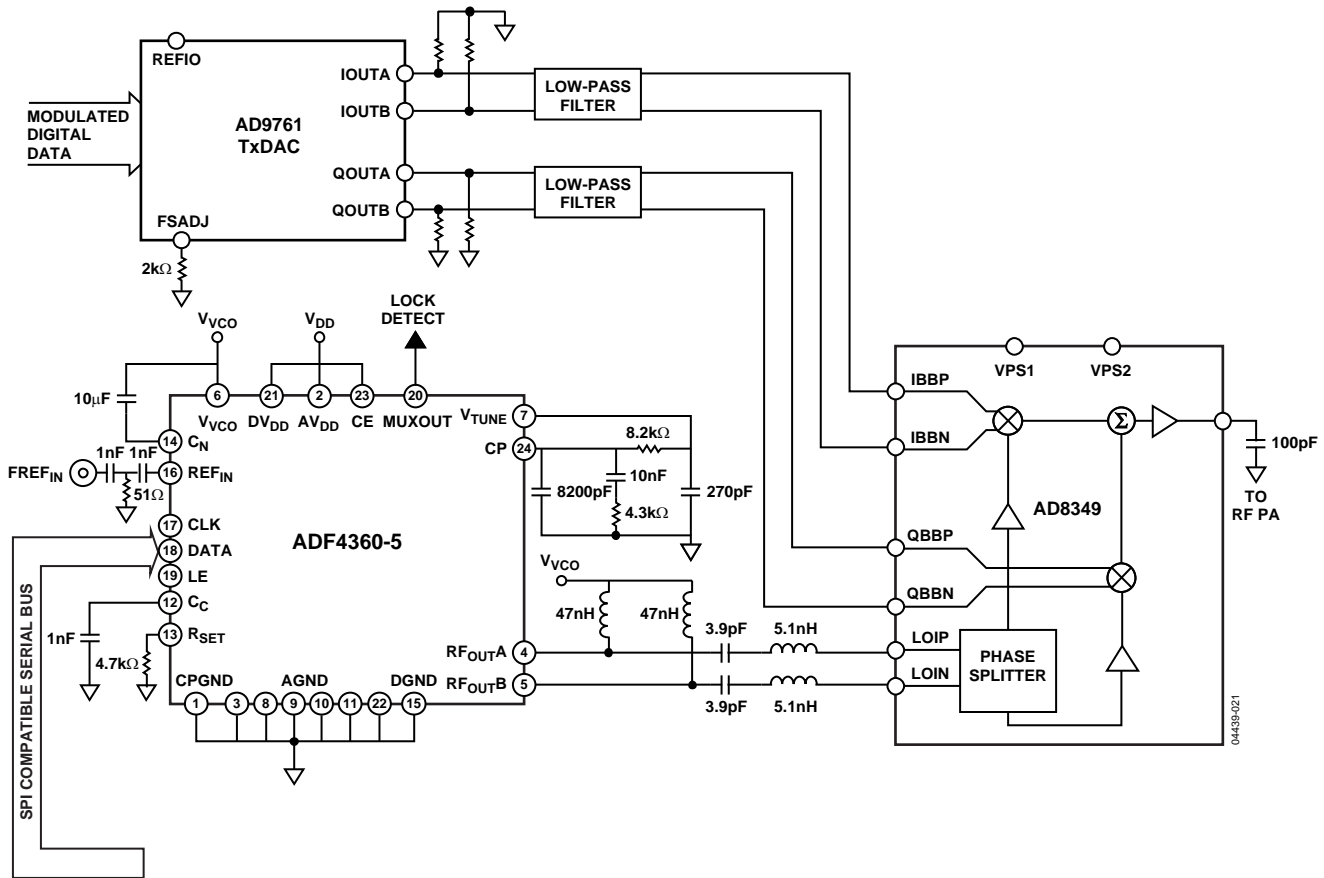 REFIO
IOUTA
IOUTB
QOUTA
QOUTB
AD9761
TxDAC
MODULATED
DIGITAL
DATA
FSADJ
2kΩ
LOW-PASS
FILTER
LOW-PASS
FILTER
LOCK
DETECT
VVCO
VDD
10µF
6
21
2
23
20
VVCO
DVDD
AVDD
CE
MUXOUT
VTUNE
7
CP
24
14
CN
1nF
1nF
FREFIN
16
REFIN
51Ω
17
CLK
18
DATA
19
LE
12
CC
1nF
13
RSET
4.7kΩ
ADF4360-5
8.2kΩ
10nF
8200pF
270pF
4.3kΩ
VVCO
47nH
47nH
3.9pF
5.1nH
RFOUTA
4
RFOUTB
5
3.9pF
5.1nH
CPGND
AGND
DGND
1
3
8
9
10
11
22
15
SPI COMPATIBLE SERIAL BUS
VPS1
VPS2
IBBP
IBBN
Σ
100pF
TO
RF PA
AD8349
QBBP
QBBN
LOIP
LOIN
PHASE
SPLITTER
04439-021